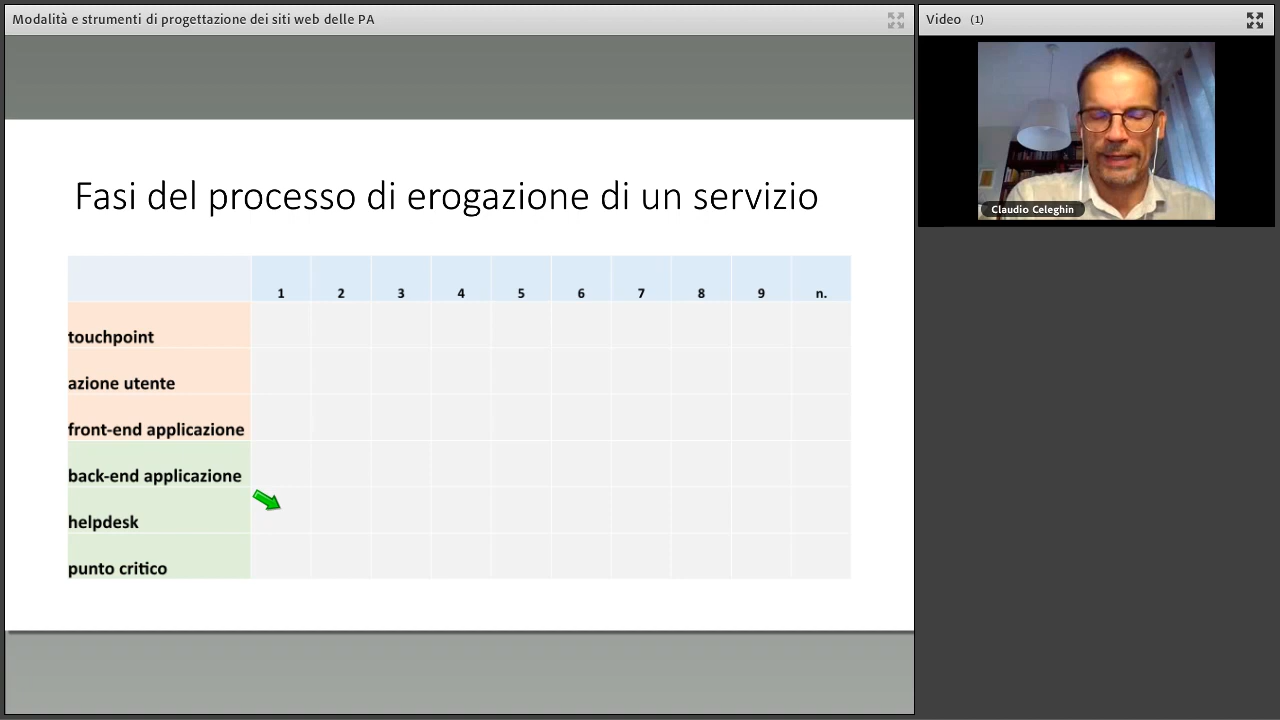 Modalità e strumenti di progettazione dei siti web delle PA
Video (1)
Claudio Celeghin
Fasi del processo di erogazione di un servizio
1 2 3 4 5 6 7 8 9 n.
touchpoint
azione utente
front-end applicazione
back-end applicazione
helpdesk
punto critico